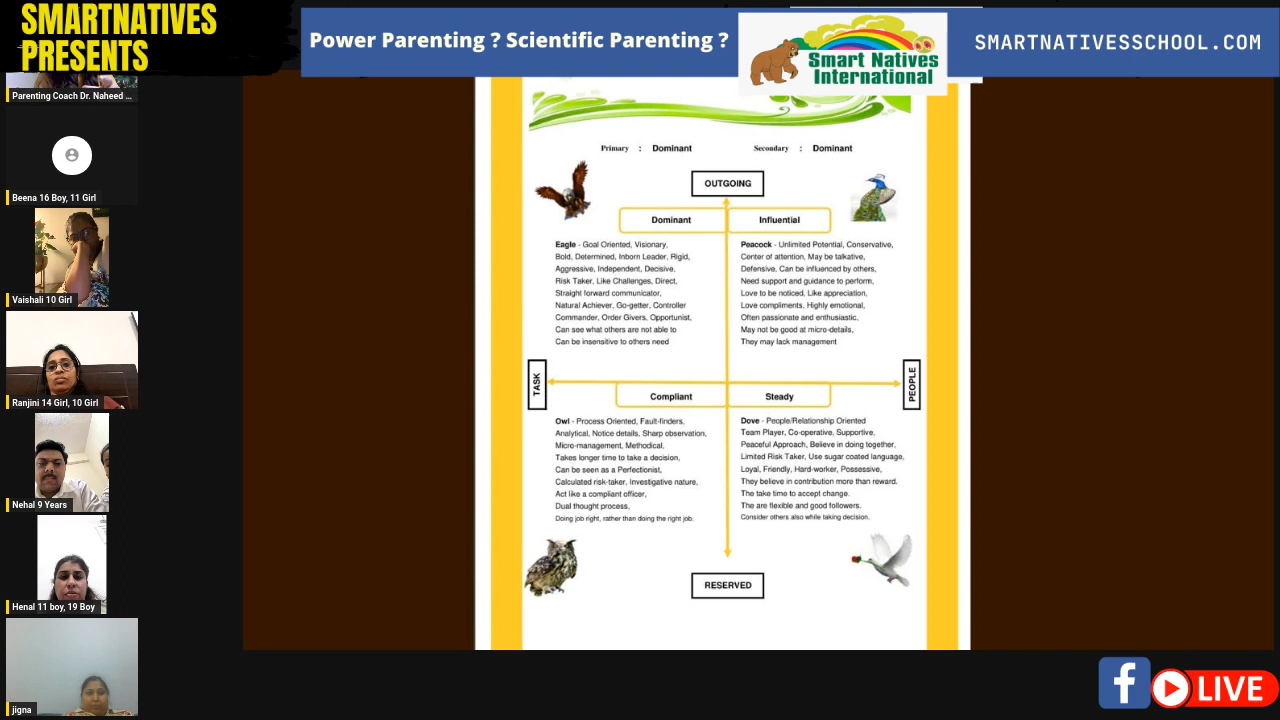 SMARTNATIVES
PRESENTS
Power Parenting ? Scientific Parenting ?
Smart Natives
International
SMARTNATIVESSCHOOL.COM
Parenting Coach Dr. Naheed ...
Beena 16 Boy, 11 Girl
Vaishali 10 Girl
Ranjini 14 Girl, 10 Girl
Nehal 9 Years
Henal 11 boy, 19 Boy
jigna
Primary : Dominant
Secondary : Dominant
OUTGOING
Dominant
Influential
Eagle - Goal Oriented, Visionary,
Bold, Determined, Inborn Leader, Rigid,
Aggressive, Independent, Decisive,
Risk Taker, Like Challenges, Direct,
Straight forward communicator,
Natural Achiever, Go-getter, Controller
Commander, Order Givers, Opportunist,
Can see what others are not able to
Can be insensitive to others need
Peacock - Unlimited Potential, Conservative,
Center of attention, May be talkative,
Defensive, Can be influenced by others,
Need support and guidance to perform,
Love to be noticed, Like appreciation,
Love compliments, Highly emotional,
Often passionate and enthusiastic,
May not be good at micro-details,
They may lack management
TASK
PEOPLE
Compliant
Steady
Owl - Process Oriented, Fault-finders,
Analytical, Notice details, Sharp observation,
Micro-management, Methodical,
Takes longer time to take a decision,
Can be seen as a Perfectionist,
Calculated risk-taker, Investigative nature,
Act like a compliant officer,
Dual thought process,
Doing job right, rather than doing the right job.
Dove - People/Relationship Oriented
Team Player, Co-operative, Supportive,
Peaceful Approach, Believe in doing together,
Limited Risk Taker, Use sugar coated language,
Loyal, Friendly, Hard-worker, Possessive,
They believe in contribution more than reward.
The take time to accept change.
The are flexible and good followers.
Consider others also while taking decision.
RESERVED
f
LIVE